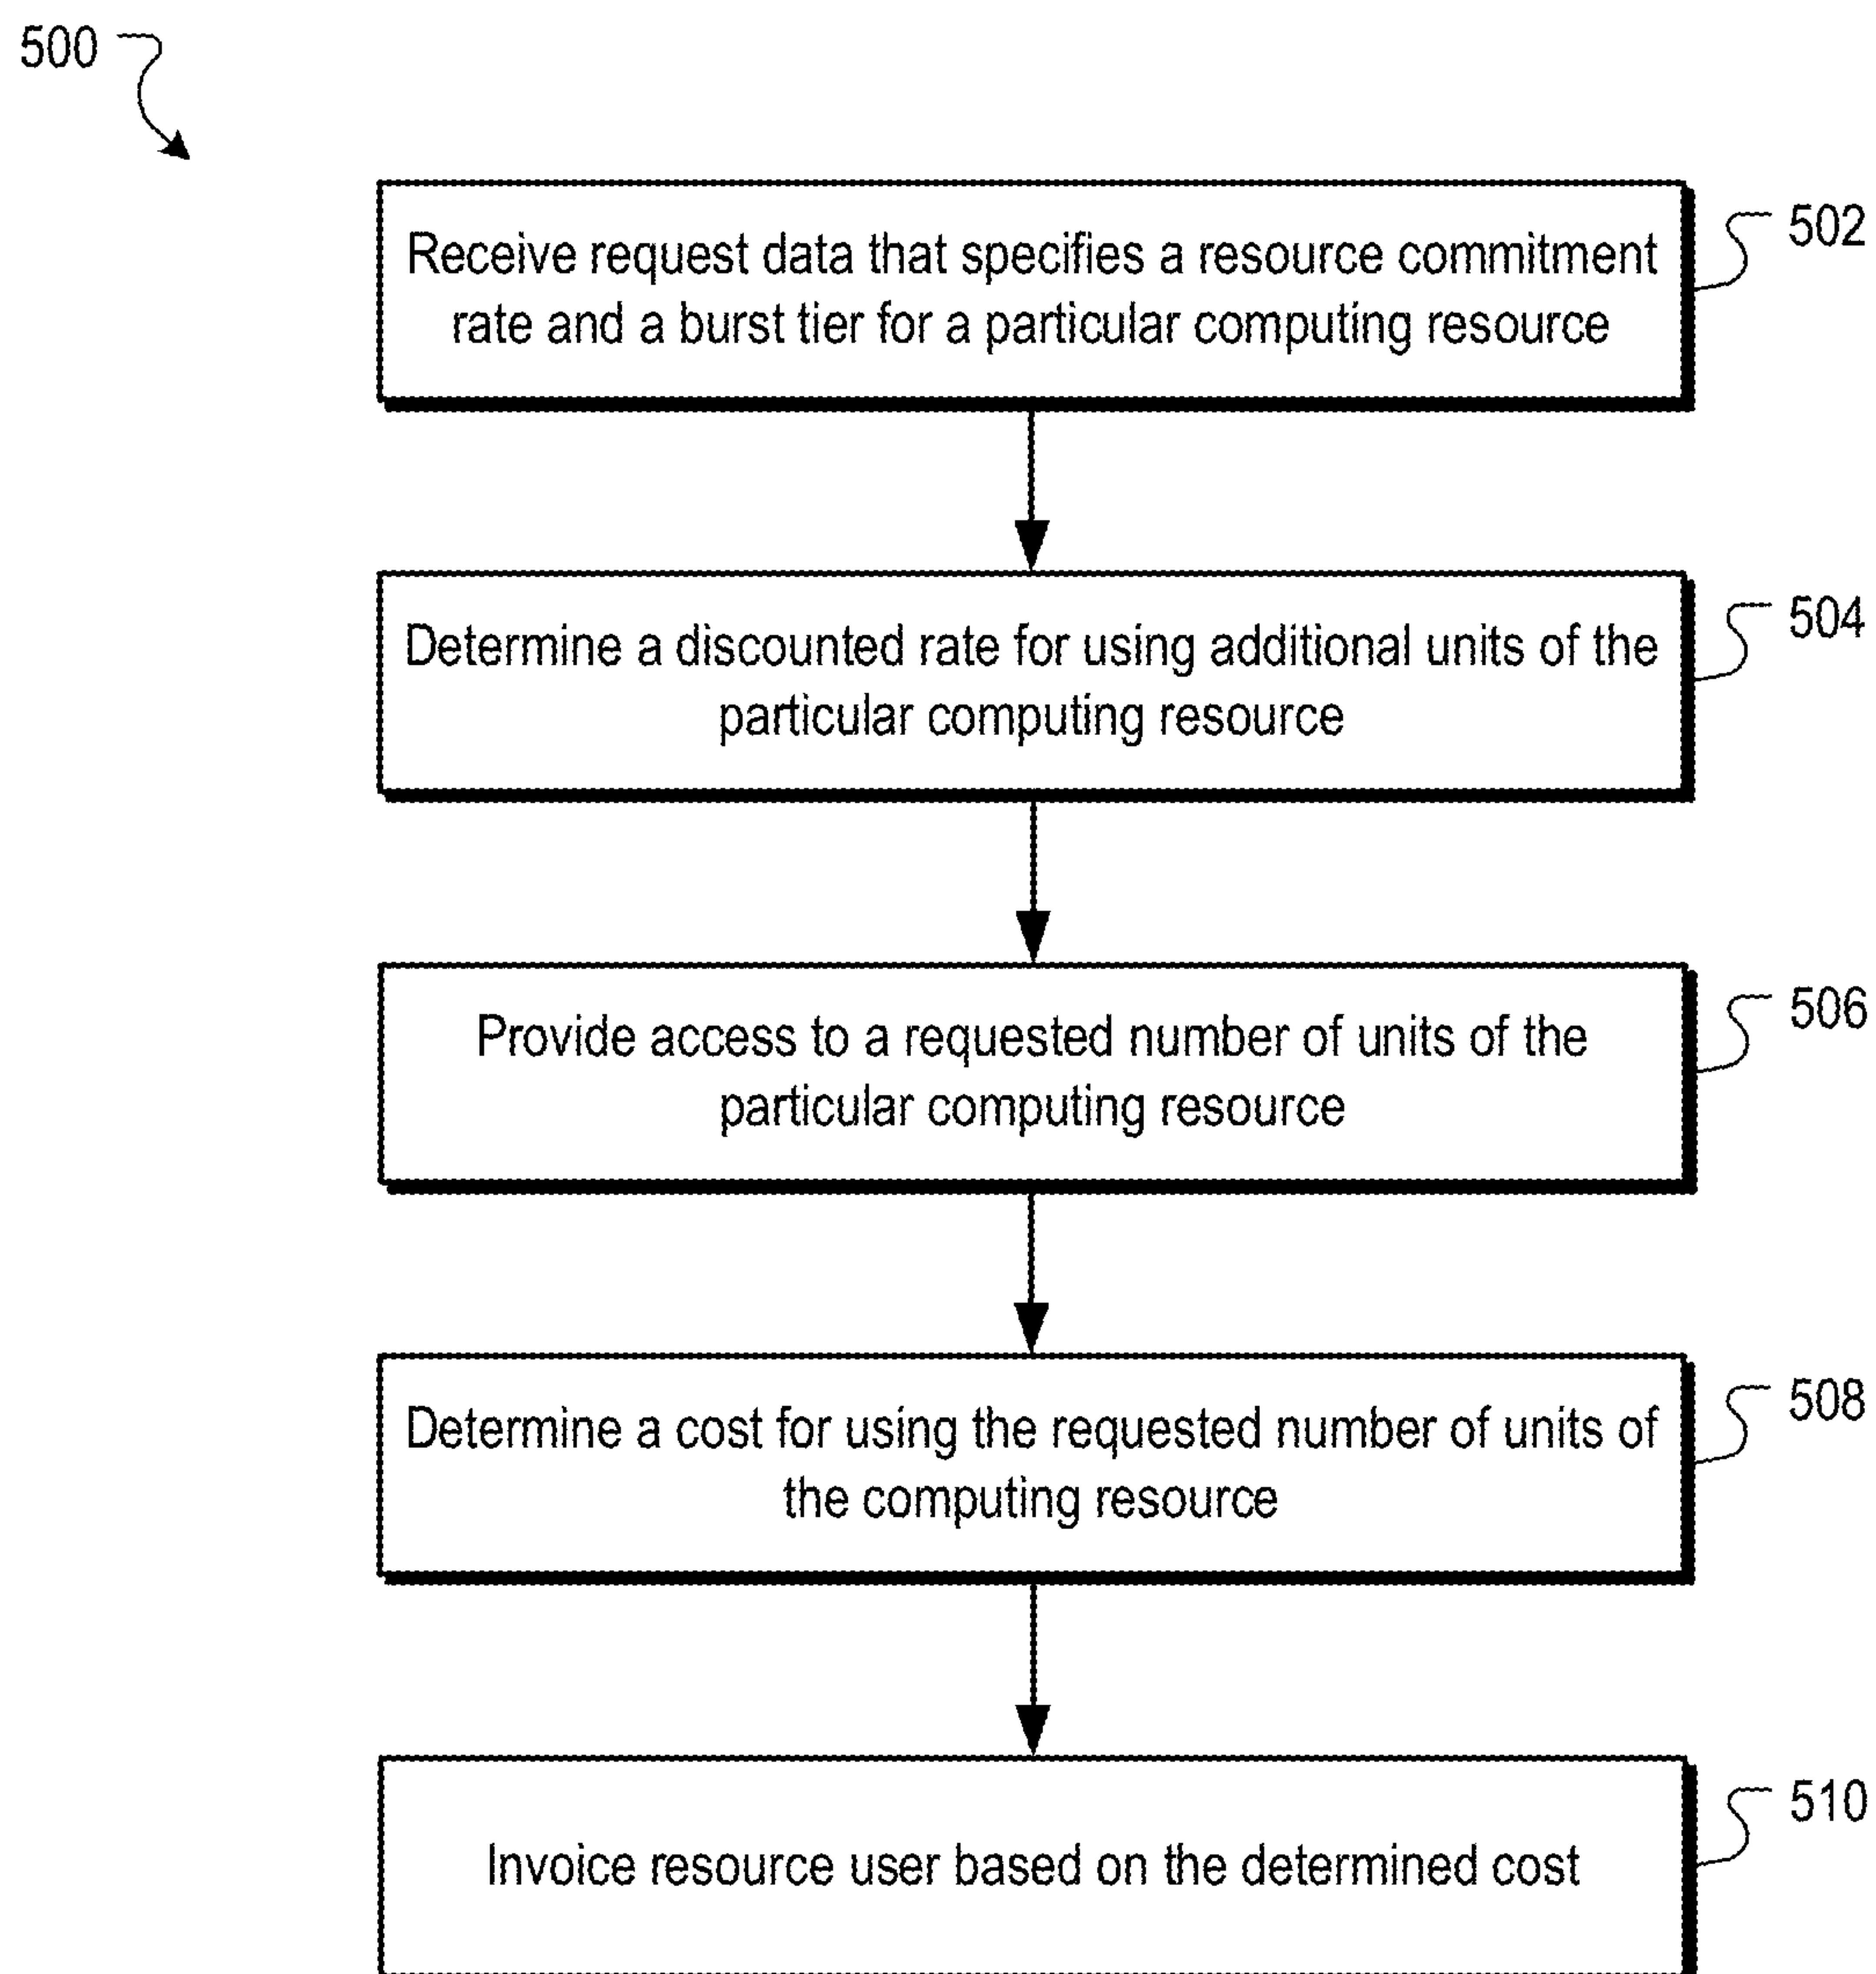 500
Receive request data that specifies a resource commitment
rate and a burst tier for a particular computing resource
502
Determine a discounted rate for using additional units of the
particular computing resource
504
Provide access to a requested number of units of the
particular computing resource
506
Determine a cost for using the requested number of units of
the computing resource
508
Invoice resource user based on the determined cost
510